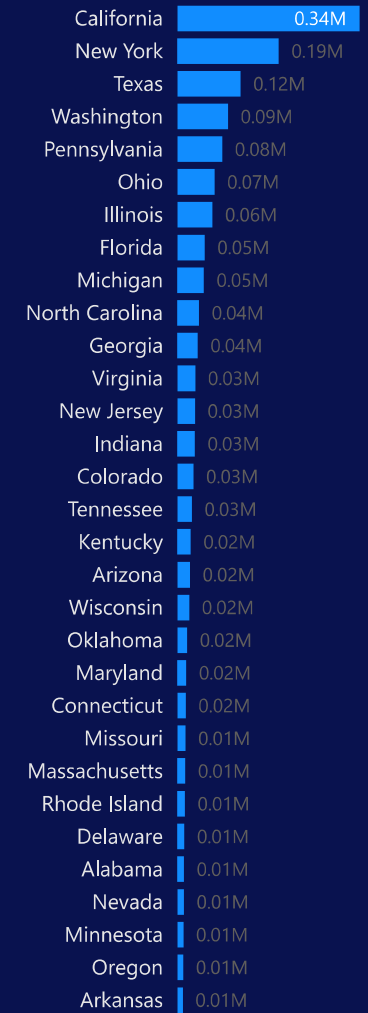 California 0.34M
New York 0.19M
Texas 0.12M
Washington 0.09M
Pennsylvania 0.08M
Ohio 0.07M
Illinois 0.06M
Florida 0.05M
Michigan 0.05M
North Carolina 0.04M
Georgia 0.04M
Virginia 0.03M
New Jersey 0.03M
Indiana 0.03M
Colorado 0.03M
Tennessee 0.03M
Kentucky 0.02M
Arizona 0.02M
Wisconsin 0.02M
Oklahoma 0.02M
Maryland 0.02M
Connecticut 0.02M
Missouri 0.01M
Massachusetts 0.01M
Rhode Island 0.01M
Delaware 0.01M
Alabama 0.01M
Nevada 0.01M
Minnesota 0.01M
Oregon 0.01M
Arkansas 0.01M